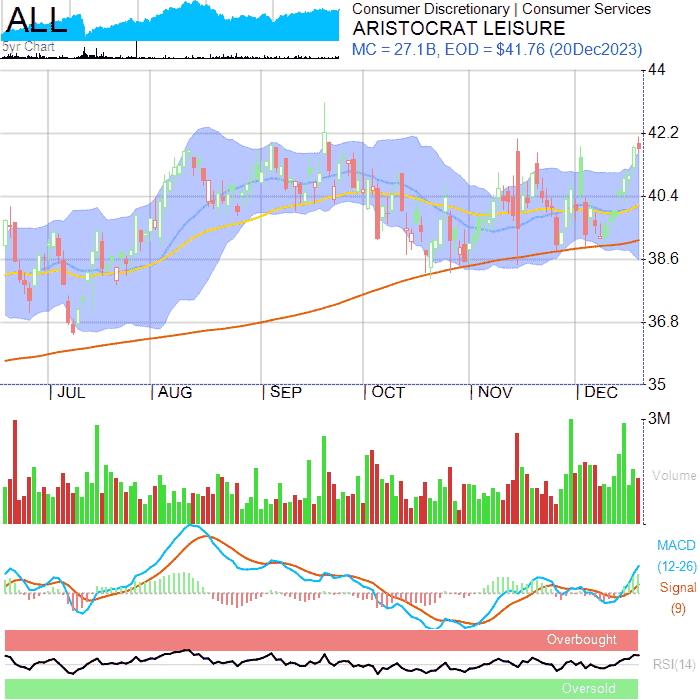 ALL
5yr Chart
Consumer Discretionary | Consumer Services
ARISTOCRAT LEISURE
MC = 27.1B, EOD = $41.76 (20Dec2023)
44
42.2
40.4
38.6
36.8
35
JUL AUG SEP OCT NOV DEC
3M
Volume
MACD
(12-26)
Signal
(9)
Overbought
RSI(14)
Oversold